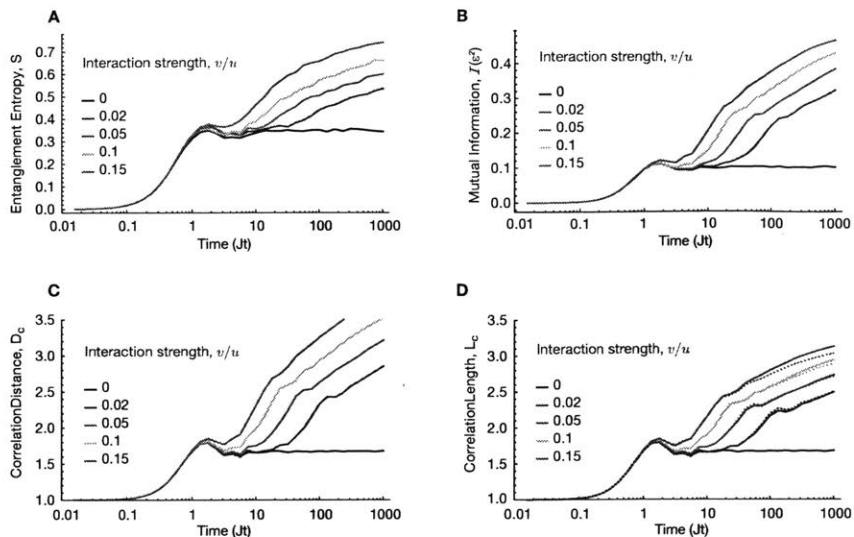 A
Entanglement Entropy, S
0.7
0.6
0.5
0.4
0.3
0.2
0.1
0.0
Interaction strength, v/u
0
0.02
0.05
0.1
0.15
0.01 0.1 1 10 100 1000
Time (Jt)
B
Mutual Information, I(ε²)
0.4
0.3
0.2
0.1
0.0
Interaction strength, v/u
0
0.02
0.05
0.1
0.15
0.01 0.1 1 10 100 1000
Time (Jt)
C
CorrelationDistance, D_c
3.5
3.0
2.5
2.0
1.5
1.0
Interaction strength, v/u
0
0.02
0.05
0.1
0.15
0.01 0.1 1 10 100 1000
Time (Jt)
D
CorrelationLength, L_c
3.5
3.0
2.5
2.0
1.5
1.0
Interaction strength, v/u
0
0.02
0.05
0.1
0.15
0.01 0.1 1 10 100 1000
Time (Jt)